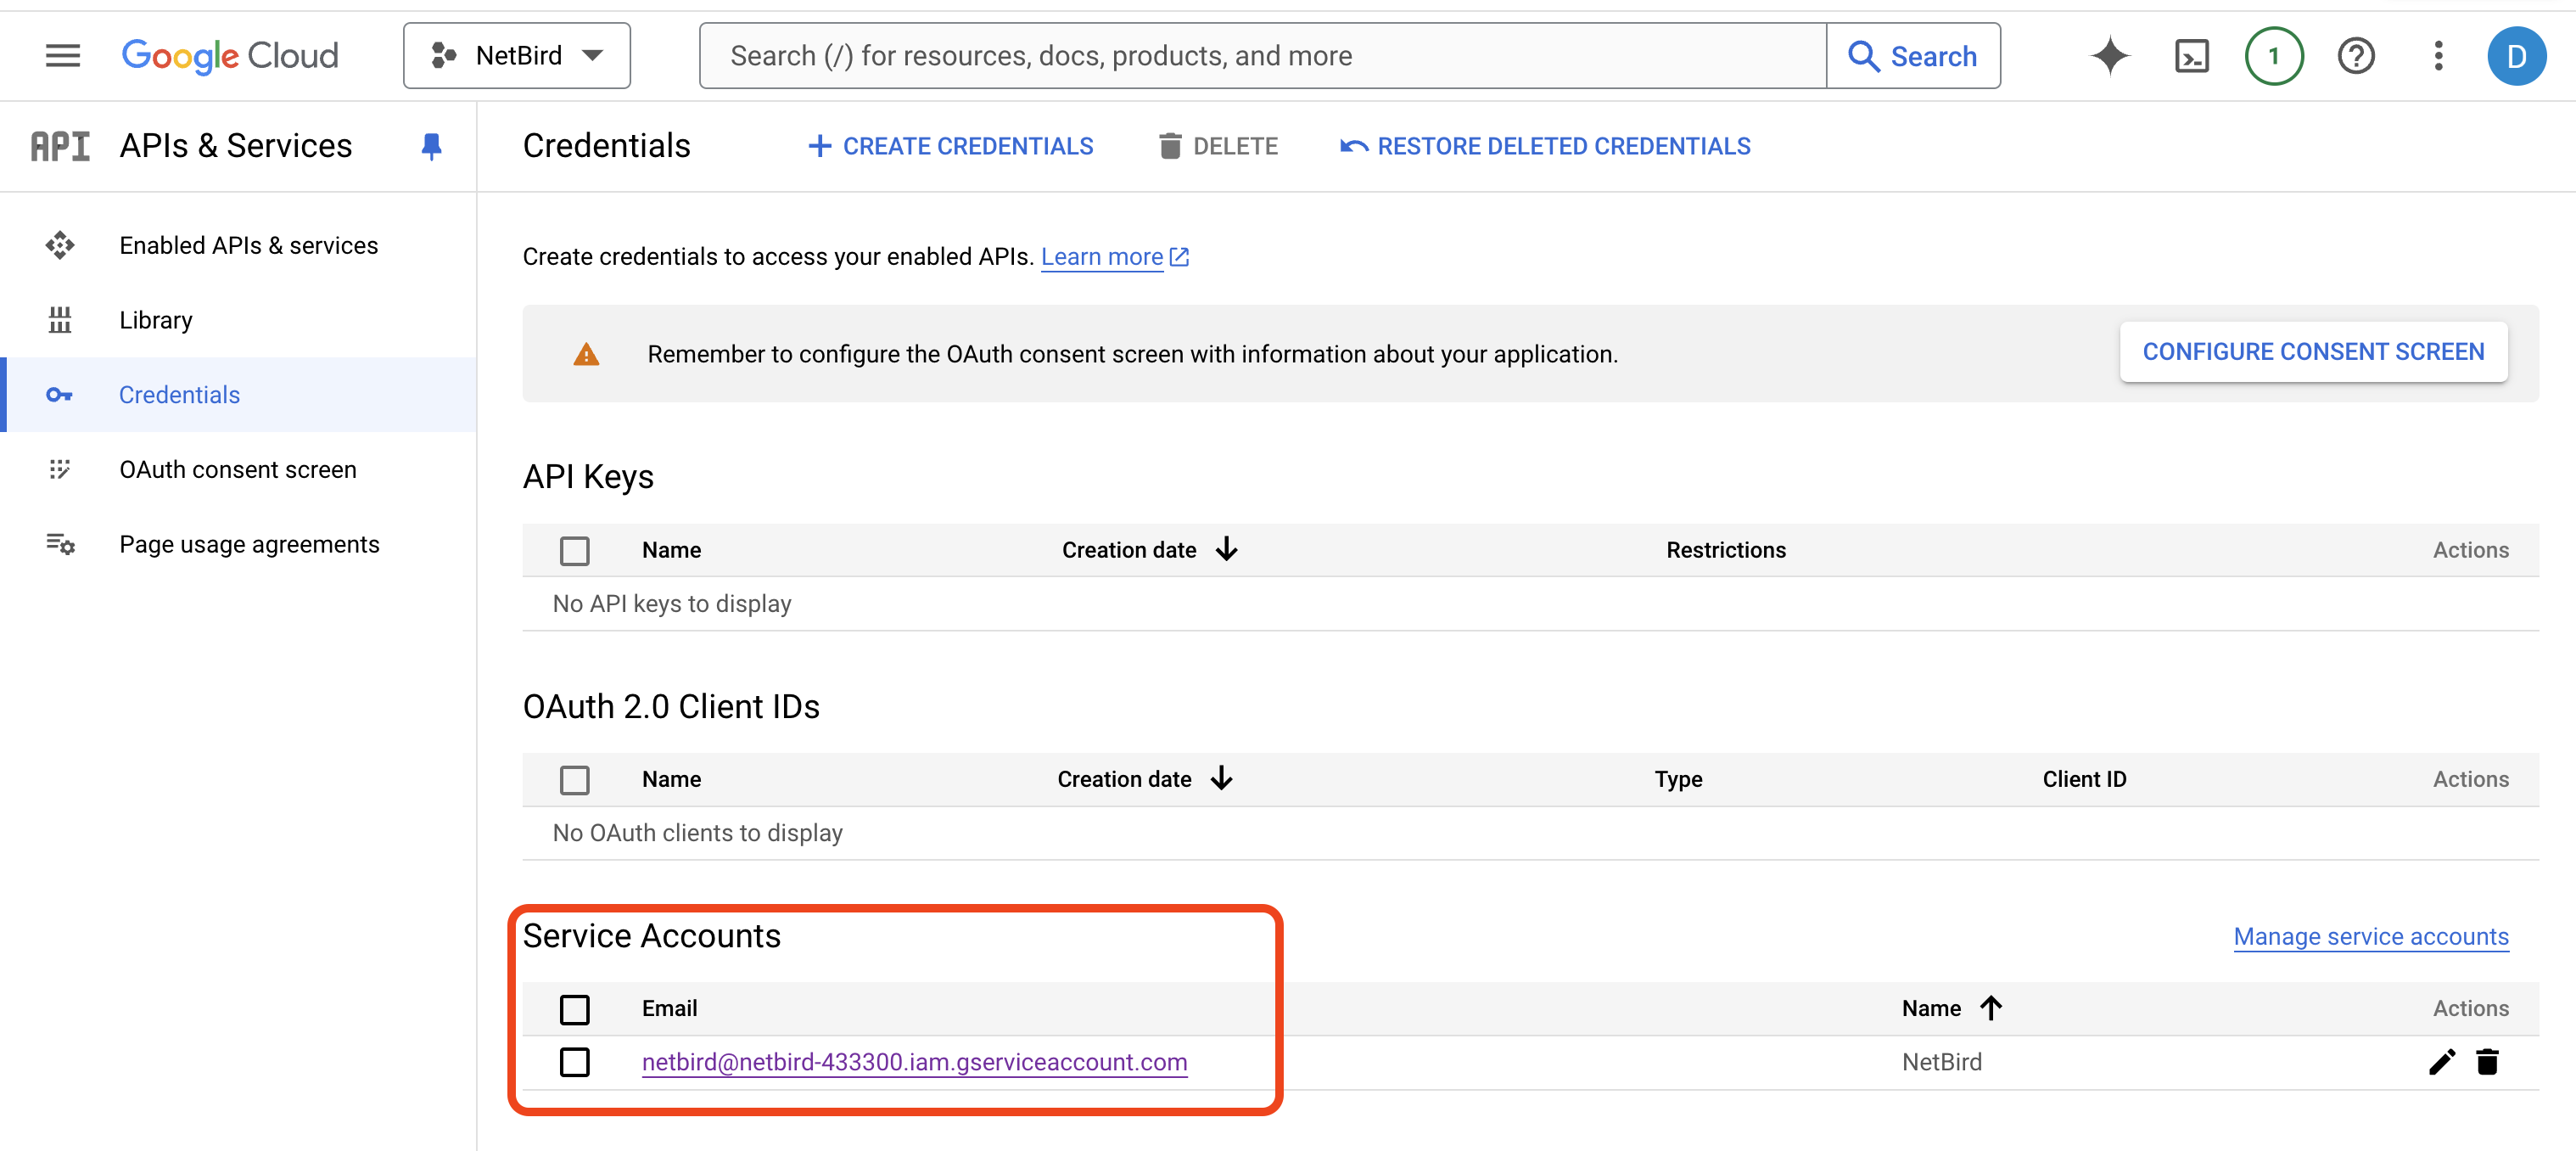 Google Cloud NetBird Search (/) for resources, docs, products, and more Search 1 D
API APIs & Services Credentials CREATE CREDENTIALS DELETE RESTORE DELETED CREDENTIALS
Enabled APIs & services
Library
Credentials
OAuth consent screen
Page usage agreements
Create credentials to access your enabled APIs. Learn more
Remember to configure the OAuth consent screen with information about your application. CONFIGURE CONSENT SCREEN
API Keys
Name Creation date Restrictions Actions
No API keys to display
OAuth 2.0 Client IDs
Name Creation date Type Client ID Actions
No OAuth clients to display
Service Accounts Manage service accounts
Email Name Actions
netbird@netbird-433300.iam.gserviceaccount.com NetBird